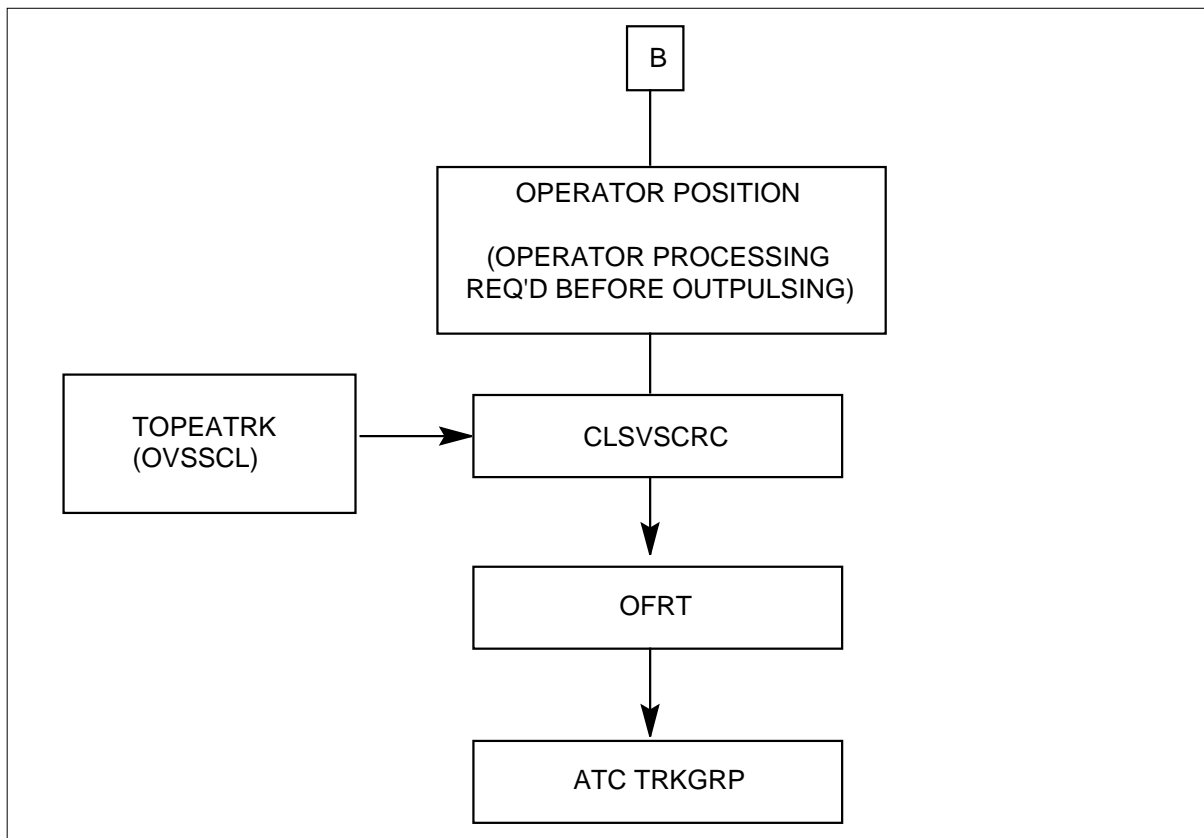 B
OPERATOR POSITION
(OPERATOR PROCESSING
REQ'D BEFORE OUTPULSING)
TOPEATRK
(OVSSCL)
CLSVSCRC
OFRT
ATC TRKGRP